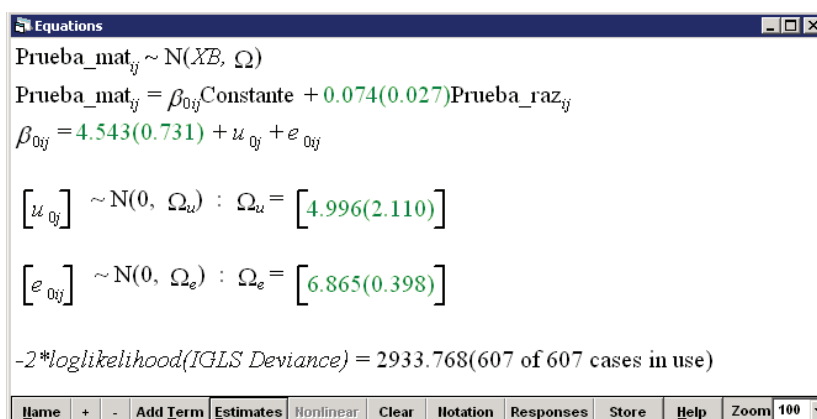 Equations
Prueba_mat_ij ~ N(XB, Ω)
Prueba_mat_ij = β_0ij Constante + 0.074(0.027)Prueba_raz_ij
β_0ij = 4.543(0.731) + u_0j + e_0ij
[u_0j] ~ N(0, Ω_u) : Ω_u = [4.996(2.110)]
[e_0ij] ~ N(0, Ω_e) : Ω_e = [6.865(0.398)]
-2*loglikelihood(IGLS Deviance) = 2933.768(607 of 607 cases in use)
Name + - Add Term Estimates Nonlinear Clear Notation Responses Store Help Zoom 100